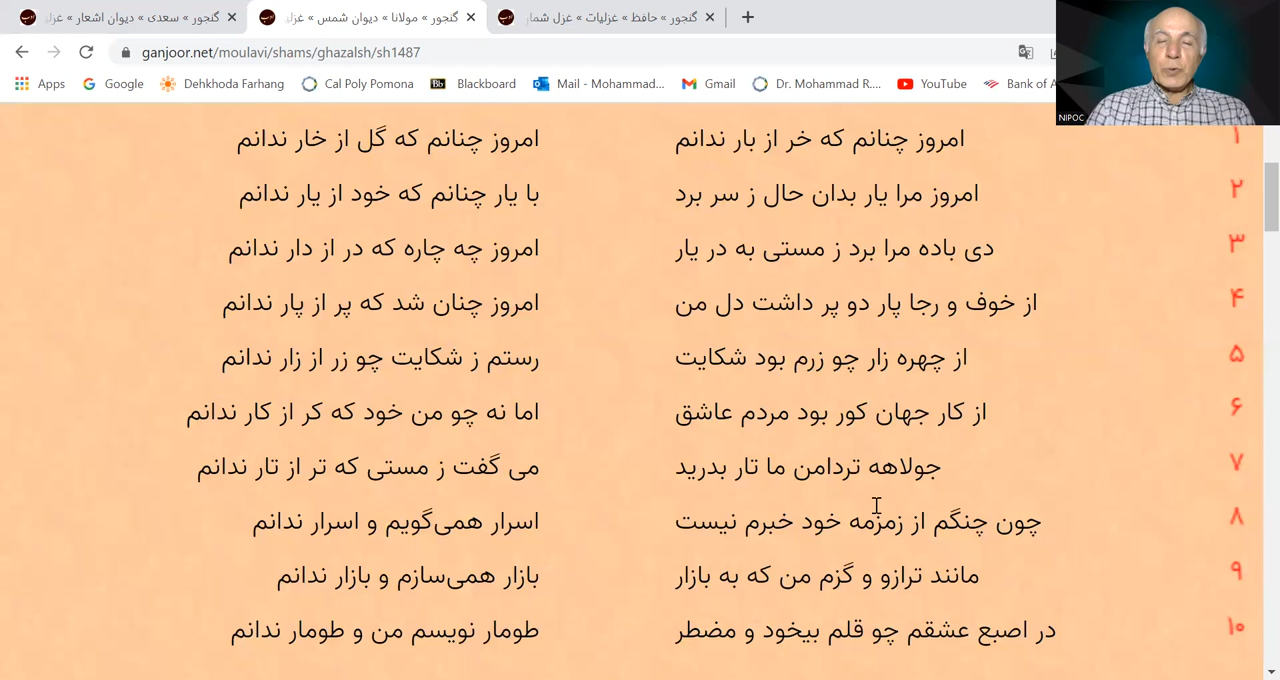 گنجور » سعدی » دیوان اشعار » غزل
گنجور » مولانا » دیوان شمس » غزلی
گنجور » حافظ » غزلیات » غزل شمار
ganjoor.net/moulavi/shams/ghazalsh/sh1487
Apps Google Dehkhoda Farhang Cal Poly Pomona Bb Blackboard Mail - Mohammad... Gmail Dr. Mohammad R.... YouTube Bank of A
NIPOC
۱ امروز چنانم که خر از بار ندانم امروز چنانم که گل از خار ندانم
۲ امروز مرا یار بدان حال ز سر برد با یار چنانم که خود از یار ندانم
۳ دی باده مرا برد ز مستی به در یار امروز چه چاره که در از دار ندانم
۴ از خوف و رجا پار دو پر داشت دل من امروز چنان شد که پر از پار ندانم
۵ از چهره زار چو زرم بود شکایت رستم ز شکایت چو زر از زار ندانم
۶ از کار جهان کور بود مردم عاشق اما نه چو من خود که کر از کار ندانم
۷ جولاهه تردامن ما تار بدرید می گفت ز مستی که تر از تار ندانم
۸ چون چنگم از زمزمه خود خبرم نیست اسرار همی‌گویم و اسرار ندانم
۹ مانند ترازو و گزم من که به بازار بازار همی‌سازم و بازار ندانم
۱۰ در اصبع عشقم چو قلم بیخود و مضطر طومار نویسم من و طومار ندانم